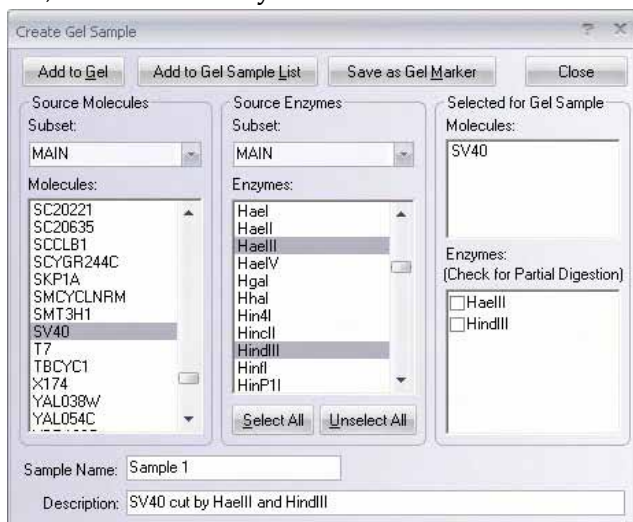 Create Gel Sample
Add to Gel
Add to Gel Sample List
Save as Gel Marker
Close
Source Molecules
Subset:
MAIN
Molecules:
SC20221
SC20635
SCCLB1
SCYGR244C
SKP1A
SMCYCLNRM
SMT3H1
SV40
T7
TBCYC1
X174
YAL038W
YAL054C
Source Enzymes
Subset:
MAIN
Enzymes:
HaeI
HaeII
HaeIII
HaeIV
HgaI
HhaI
Hin4I
HincII
HindIII
HinfI
HinP1I
Select All
Unselect All
Selected for Gel Sample
Molecules:
SV40
Enzymes:
(Check for Partial Digestion)
HaeIII
HindIII
Sample Name: Sample 1
Description: SV40 cut by HaeIII and HindIII